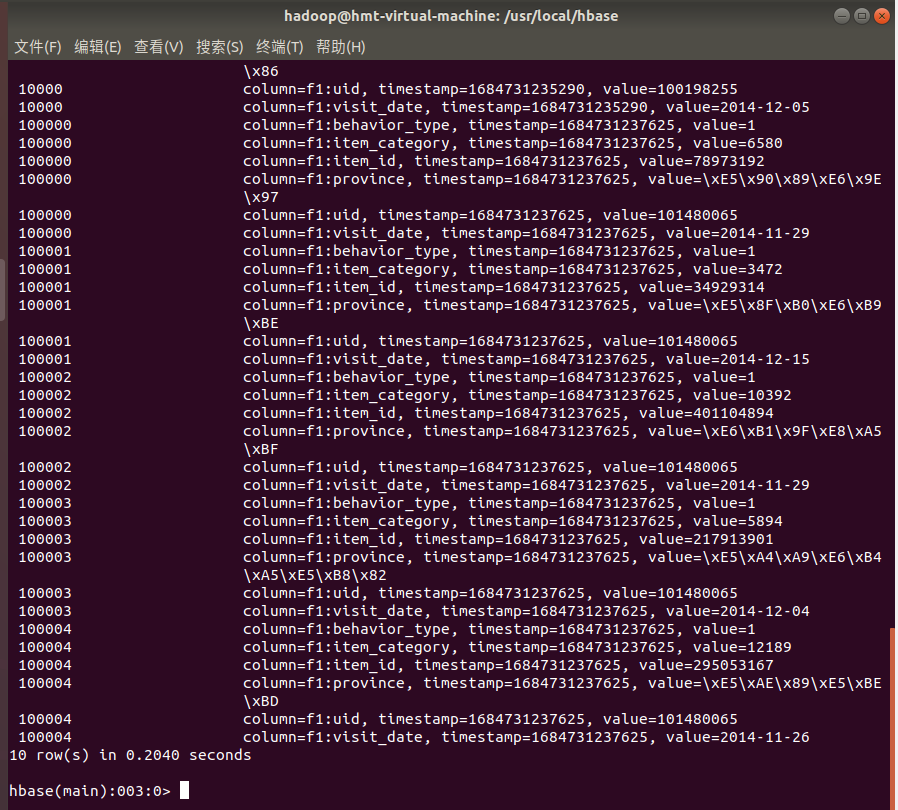 hadoop@hmt-virtual-machine: /usr/local/hbase
文件(F) 编辑(E) 查看(V) 搜索(S) 终端(T) 帮助(H)
\x86
10000 column=f1:uid, timestamp=1684731235290, value=100198255
10000 column=f1:visit_date, timestamp=1684731235290, value=2014-12-05
100000 column=f1:behavior_type, timestamp=1684731237625, value=1
100000 column=f1:item_category, timestamp=1684731237625, value=6580
100000 column=f1:item_id, timestamp=1684731237625, value=78973192
100000 column=f1:province, timestamp=1684731237625, value=\xE5\x90\x89\xE6\x9E
\x97
100000 column=f1:uid, timestamp=1684731237625, value=101480065
100000 column=f1:visit_date, timestamp=1684731237625, value=2014-11-29
100001 column=f1:behavior_type, timestamp=1684731237625, value=1
100001 column=f1:item_category, timestamp=1684731237625, value=3472
100001 column=f1:item_id, timestamp=1684731237625, value=34929314
100001 column=f1:province, timestamp=1684731237625, value=\xE5\x8F\xB0\xE6\xB9
\xBE
100001 column=f1:uid, timestamp=1684731237625, value=101480065
100001 column=f1:visit_date, timestamp=1684731237625, value=2014-12-15
100002 column=f1:behavior_type, timestamp=1684731237625, value=1
100002 column=f1:item_category, timestamp=1684731237625, value=10392
100002 column=f1:item_id, timestamp=1684731237625, value=401104894
100002 column=f1:province, timestamp=1684731237625, value=\xE6\xB1\x9F\xE8\xA5
\xBF
100002 column=f1:uid, timestamp=1684731237625, value=101480065
100002 column=f1:visit_date, timestamp=1684731237625, value=2014-11-29
100003 column=f1:behavior_type, timestamp=1684731237625, value=1
100003 column=f1:item_category, timestamp=1684731237625, value=5894
100003 column=f1:item_id, timestamp=1684731237625, value=217913901
100003 column=f1:province, timestamp=1684731237625, value=\xE5\xA4\xA9\xE6\xB4
\xA5\xE5\xB8\x82
100003 column=f1:uid, timestamp=1684731237625, value=101480065
100003 column=f1:visit_date, timestamp=1684731237625, value=2014-12-04
100004 column=f1:behavior_type, timestamp=1684731237625, value=1
100004 column=f1:item_category, timestamp=1684731237625, value=12189
100004 column=f1:item_id, timestamp=1684731237625, value=295053167
100004 column=f1:province, timestamp=1684731237625, value=\xE5\xAE\x89\xE5\xBE
\xBD
100004 column=f1:uid, timestamp=1684731237625, value=101480065
100004 column=f1:visit_date, timestamp=1684731237625, value=2014-11-26
10 row(s) in 0.2040 seconds
hbase(main):003:0>